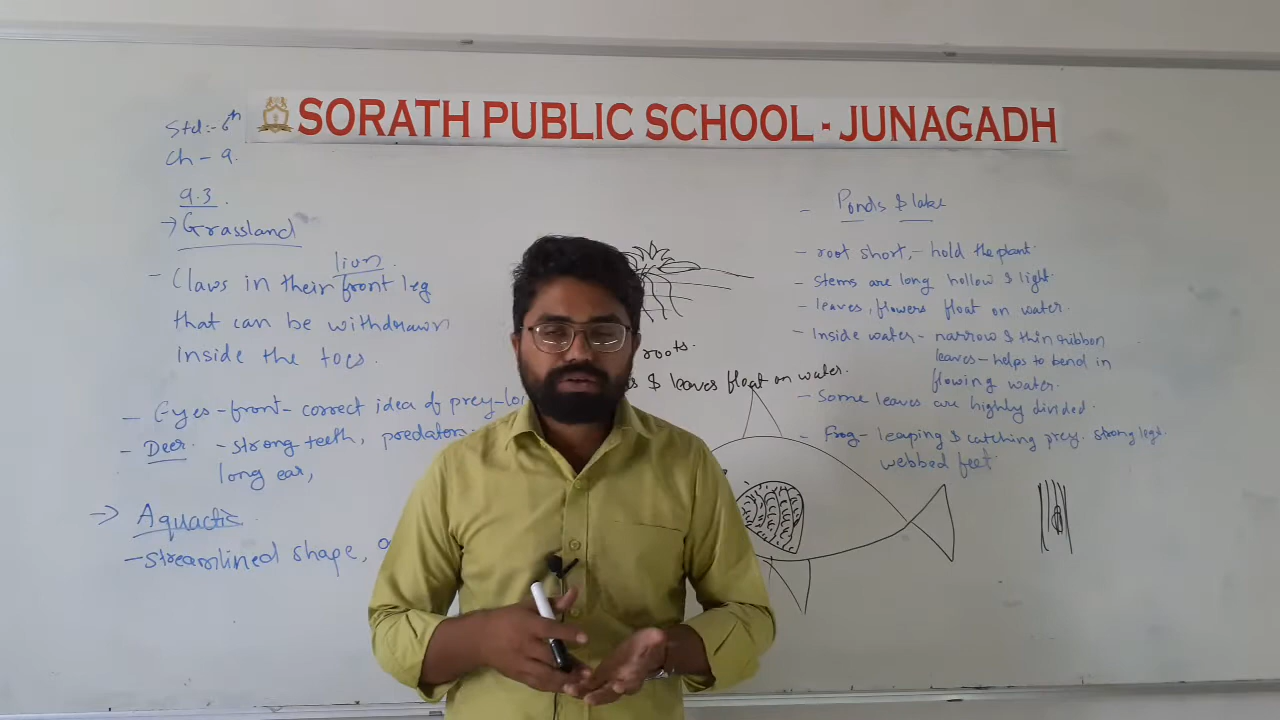 SORATH PUBLIC SCHOOL - JUNAGADH
Std:- 6th
Ch - 9.
9.3.
→ Grassland
lion.
- Claws in their front leg
that can be withdrawn
inside the toes.
- Eyes - front - correct idea of prey-
- Deer - strong teeth, predators.
long ear,
→ Aquactic
- streamlined shape,
roots.
& leaves float on water.
- Ponds & lake
- root short, - hold the plant.
- Stems are long hollow & light.
- leaves, flowers float on water.
- Inside water - narrow & thin ribbon
leaves - helps to bend in
flowing water.
- Some leaves are highly divided.
- Frog - leaping & catching prey. strong legs.
webbed feet